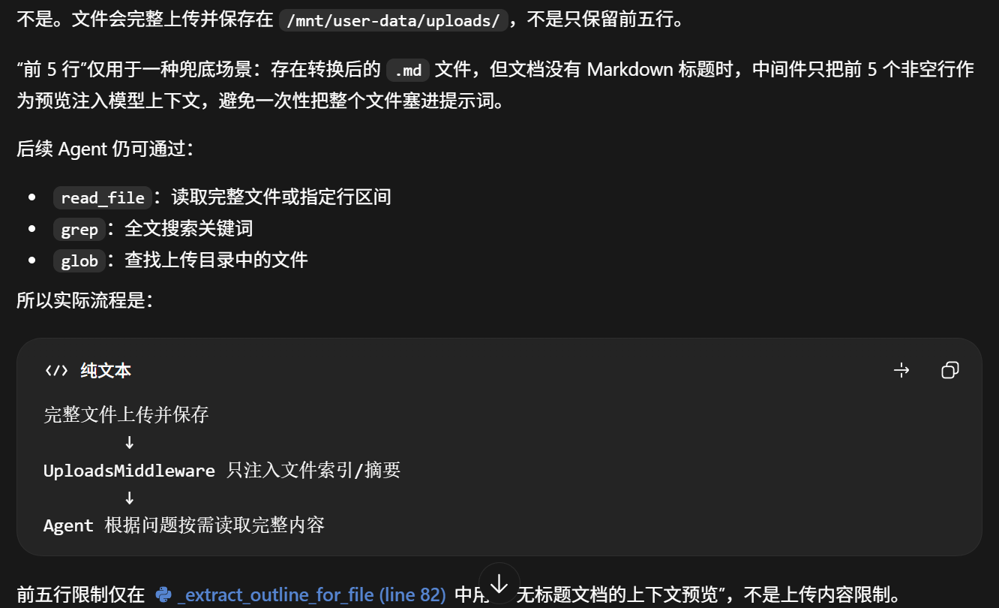 不是。文件会完整上传并保存在 /mnt/user-data/uploads/，不是只保留前五行。
“前 5 行”仅用于一种兜底场景：存在转换后的 .md 文件，但文档没有 Markdown 标题时，中间件只把前 5 个非空行作
为预览注入模型上下文，避免一次性把整个文件塞进提示词。
后续 Agent 仍可通过：
• read_file：读取完整文件或指定行区间
• grep：全文搜索关键词
• glob：查找上传目录中的文件
所以实际流程是：
</> 纯文本
完整文件上传并保存
↓
UploadsMiddleware 只注入文件索引/摘要
↓
Agent 根据问题按需读取完整内容
前五行限制仅在 _extract_outline_for_file (line 82) 中用 无标题文档的上下文预览”，不是上传内容限制。